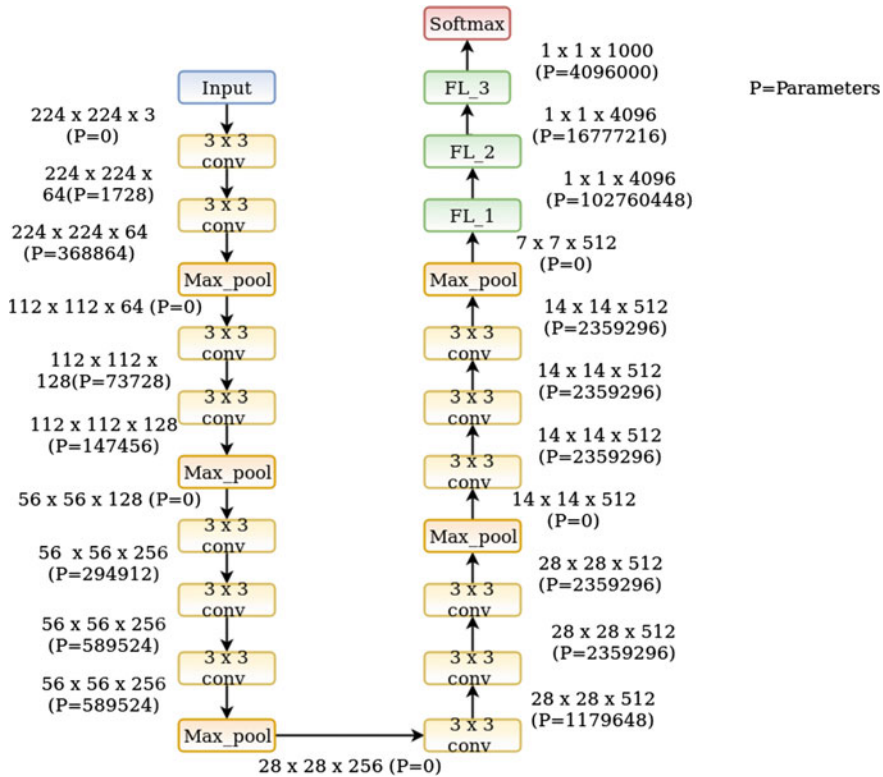 Input
224 x 224 x 3
(P=0)
3 x 3
conv
224 x 224 x
64(P=1728)
3 x 3
conv
224 x 224 x 64
(P=368864)
Max_pool
112 x 112 x 64 (P=0)
3 x 3
conv
112 x 112 x
128(P=73728)
3 x 3
conv
112 x 112 x 128
(P=147456)
Max_pool
56 x 56 x 128 (P=0)
3 x 3
conv
56 x 56 x 256
(P=294912)
3 x 3
conv
56 x 56 x 256
(P=589524)
3 x 3
conv
56 x 56 x 256
(P=589524)
Max_pool
28 x 28 x 256 (P=0)
Softmax
1 x 1 x 1000
(P=4096000)
FL_3
1 x 1 x 4096
(P=16777216)
FL_2
1 x 1 x 4096
(P=102760448)
FL_1
7 x 7 x 512
(P=0)
Max_pool
14 x 14 x 512
(P=2359296)
3 x 3
conv
14 x 14 x 512
(P=2359296)
3 x 3
conv
14 x 14 x 512
(P=2359296)
3 x 3
conv
14 x 14 x 512
(P=0)
Max_pool
28 x 28 x 512
(P=2359296)
3 x 3
conv
28 x 28 x 512
(P=2359296)
3 x 3
conv
28 x 28 x 512
(P=1179648)
3 x 3
conv
P=Parameters